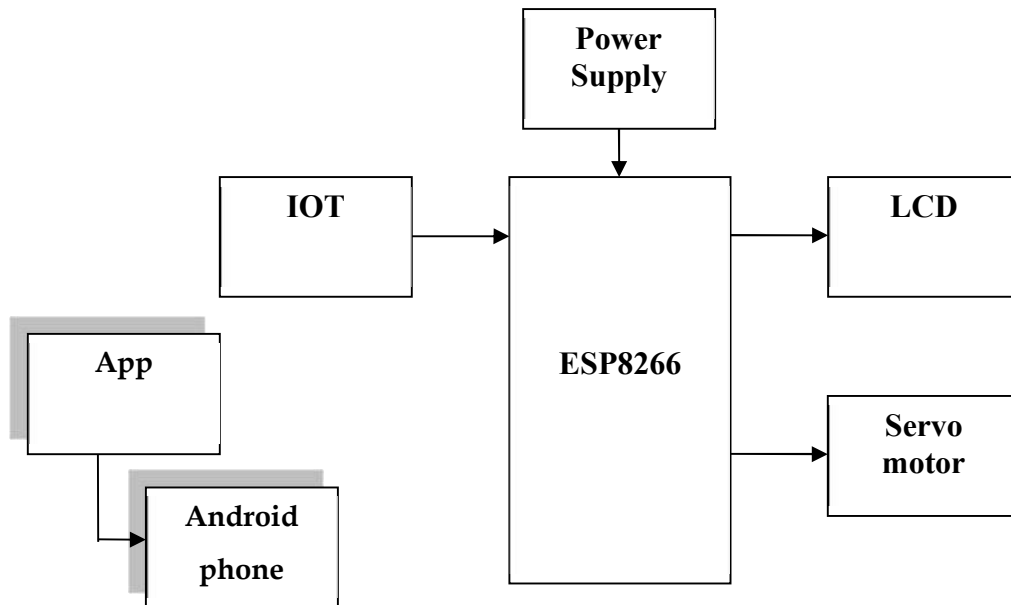 Power
Supply
IOT
LCD
App
ESP8266
Servo
motor
Android
phone